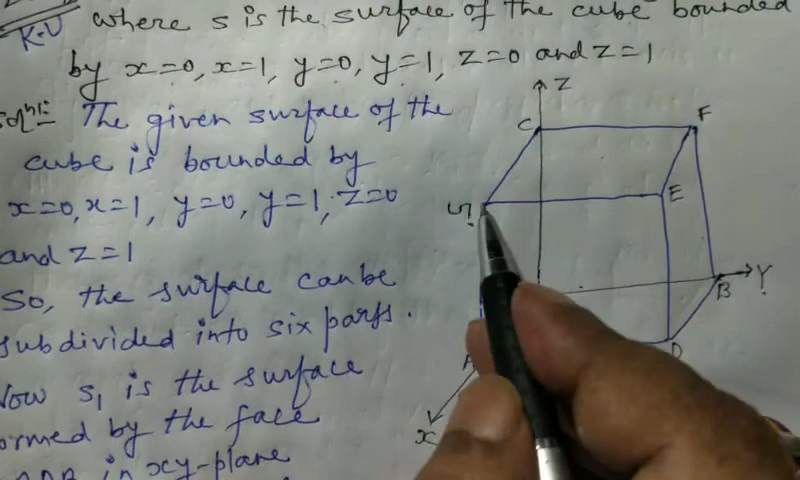 K.U where s is the surface of the cube bounded
by x=0, x=1, y=0, y=1, z=0 and z=1
Soln: The given surface of the
cube is bounded by
x=0, x=1, y=0, y=1, z=0
and z=1
So, the surface can be
subdivided into six parts.
Now s₁ is the surface
formed by the face
in xy-plane
Z
C
F
G
E
B
Y
A
D
x